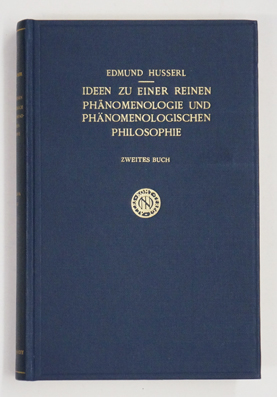 EDMUND HUSSERL
IDEEN ZU EINER REINEN
PHÄNOMENOLOGIE UND
PHÄNOMENOLOGISCHEN
PHILOSOPHIE
ZWEITES BUCH